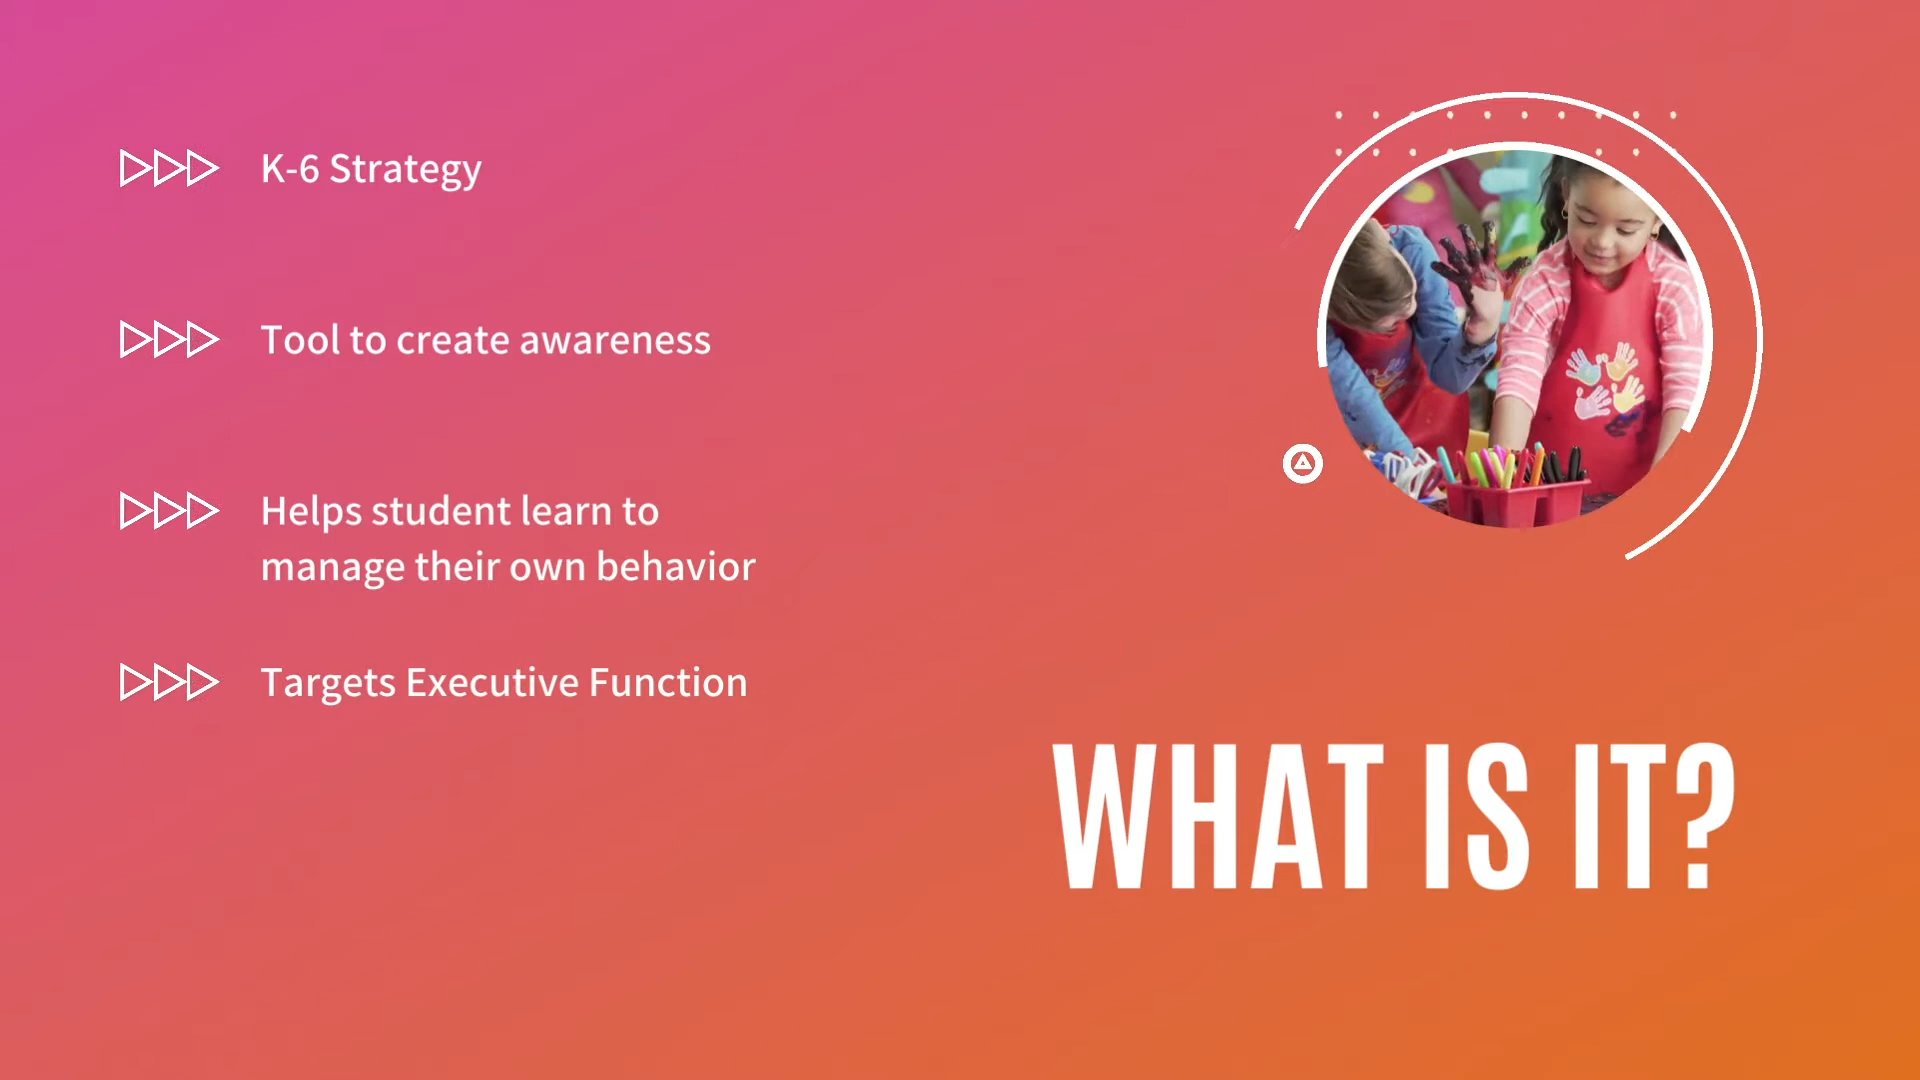 K-6 Strategy
Tool to create awareness
Helps student learn to
manage their own behavior
Targets Executive Function
WHAT IS IT?